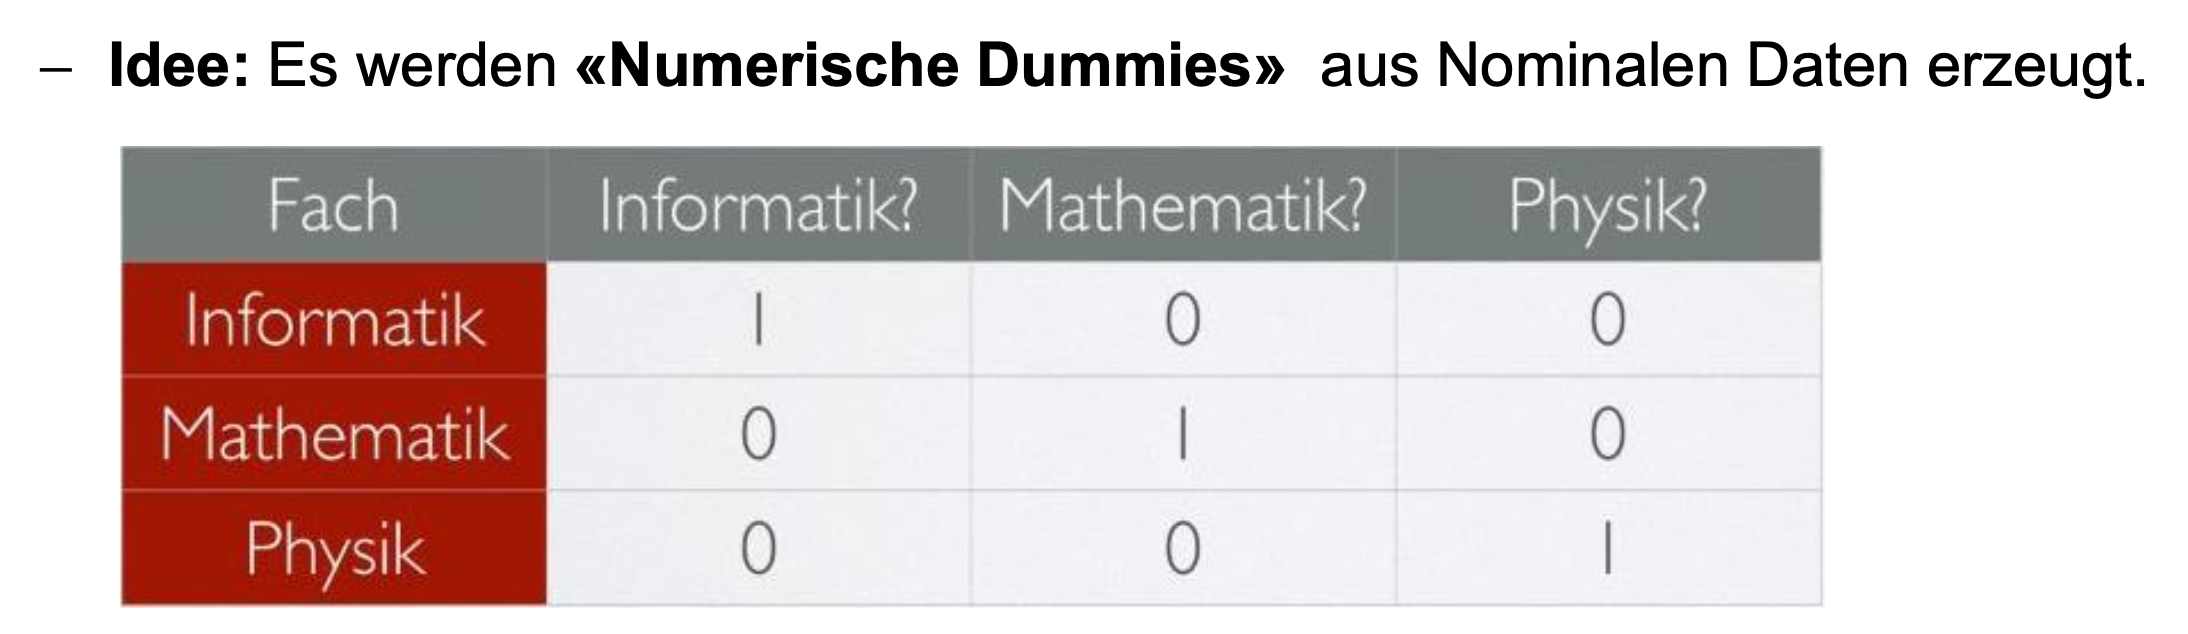 – Idee: Es werden «Numerische Dummies» aus Nominalen Daten erzeugt.
Fach Informatik? Mathematik? Physik?
Informatik 1 0 0
Mathematik 0 1 0
Physik 0 0 1